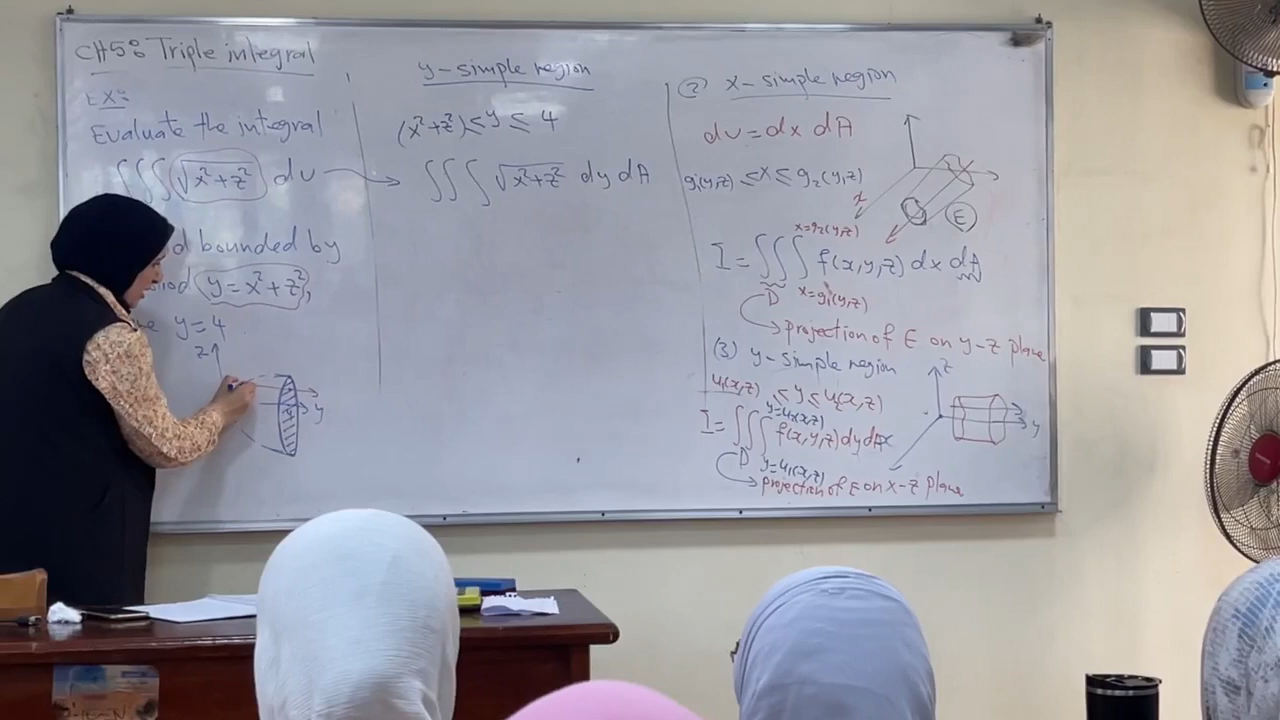 CH5: Triple integral
EX:
Evaluate the integral
∫∫∫ √x²+z² dv
bounded by
y=x²+z²,
y=4
z
y
y-simple region
(x²+z²) ≤ y ≤ 4
∫∫∫ √x²+z² dy dA
(2) x-simple region
dv = dx dA
g₁(y,z) ≤ x ≤ g₂(y,z)
x
E
x=g₂(y,z)
I = ∫∫∫ f(x,y,z) dx dA
D x=g₁(y,z)
projection of E on y-z plane
(3) y-simple region
u₁(x,z) ≤ y ≤ u₂(x,z)
z
y
y=u₂(x,z)
I = ∫∫∫ f(x,y,z) dy dA
D y=u₁(x,z)
projection of E on x-z plane